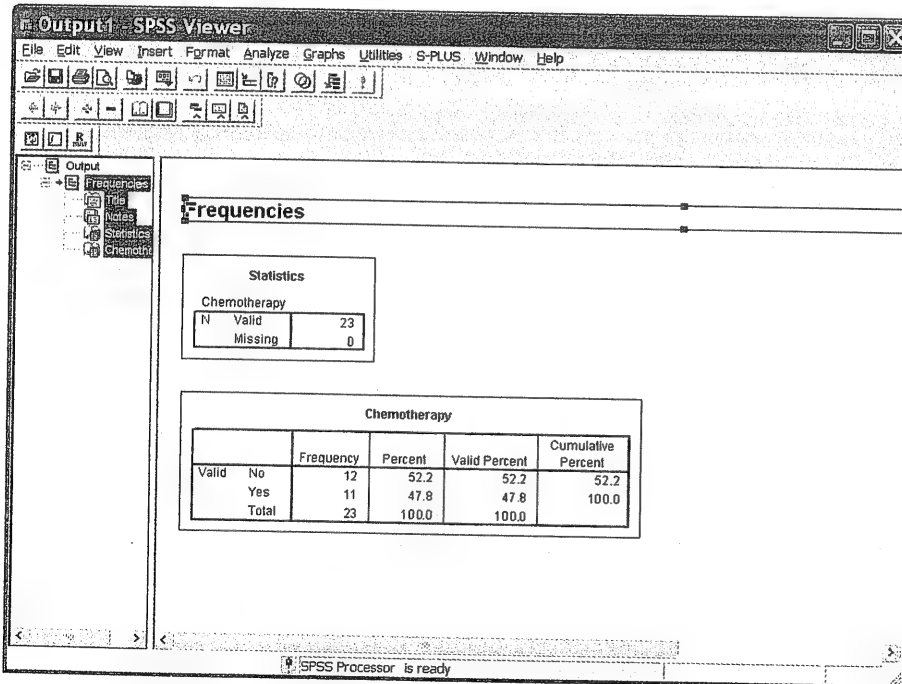 Output1 - SPSS Viewer
File Edit View Insert Format Analyze Graphs Utilities S-PLUS Window Help
Output
Frequencies
Title
Notes
Statistics
Chemoth
Frequencies
Statistics
Chemotherapy
N Valid 23
Missing 0
Chemotherapy
Frequency Percent Valid Percent Cumulative Percent
Valid No 12 52.2 52.2 52.2
Yes 11 47.8 47.8 100.0
Total 23 100.0 100.0
SPSS Processor is ready